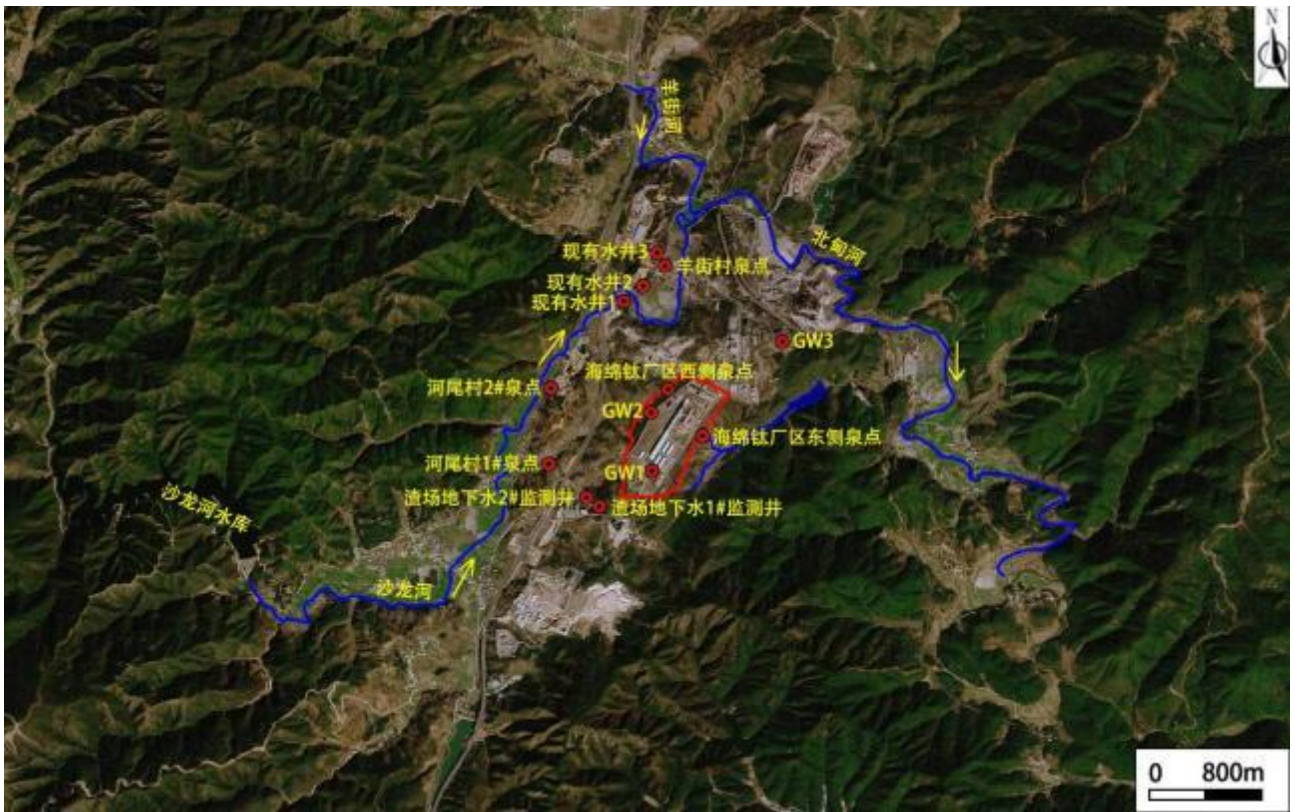 N
羊街河
北甸河
现有水井3
羊街村泉点
现有水井2
现有水井1
GW3
海绵钛厂区西侧泉点
河尾村2#泉点
GW2
海绵钛厂区东侧泉点
河尾村1#泉点
GW1
渣场地下水2#监测井
渣场地下水1#监测井
沙龙河水库
沙龙河
0 800m